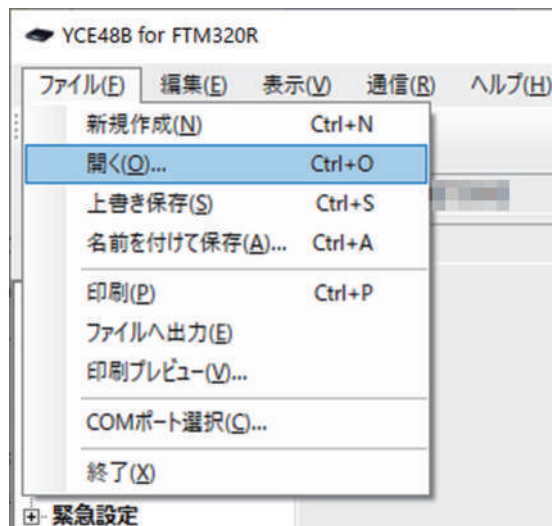 YCE48B for FTM320R
ファイル(F) 編集(E) 表示(V) 通信(R) ヘルプ(H)
新規作成(N) Ctrl+N
開く(O)... Ctrl+O
上書き保存(S) Ctrl+S
名前を付けて保存(A)... Ctrl+A
印刷(P) Ctrl+P
ファイルへ出力(E)
印刷プレビュー(V)...
COMポート選択(C)...
終了(X)
緊急設定